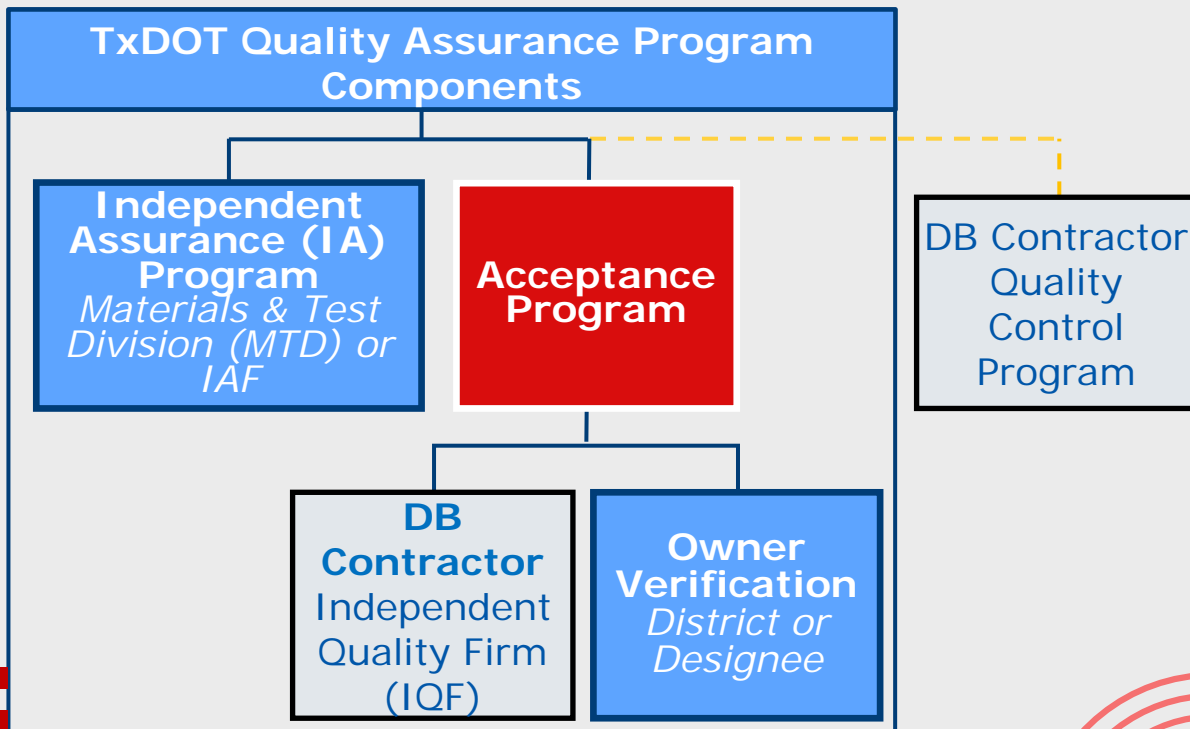 TxDOT Quality Assurance Program
Components
Independent
Assurance (IA)
Program
Materials & Test
Division (MTD) or
IAF
Acceptance
Program
DB Contractor
Quality
Control
Program
DB
Contractor
Independent
Quality Firm
(IQF)
Owner
Verification
District or
Designee